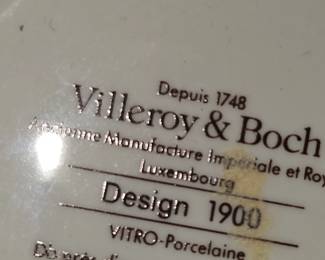 Depuis 1748
Villeroy & Boch
Ancienne Manufacture Impériale et Roy
Luxembourg
Design 1900
VITRO-Porcelaine